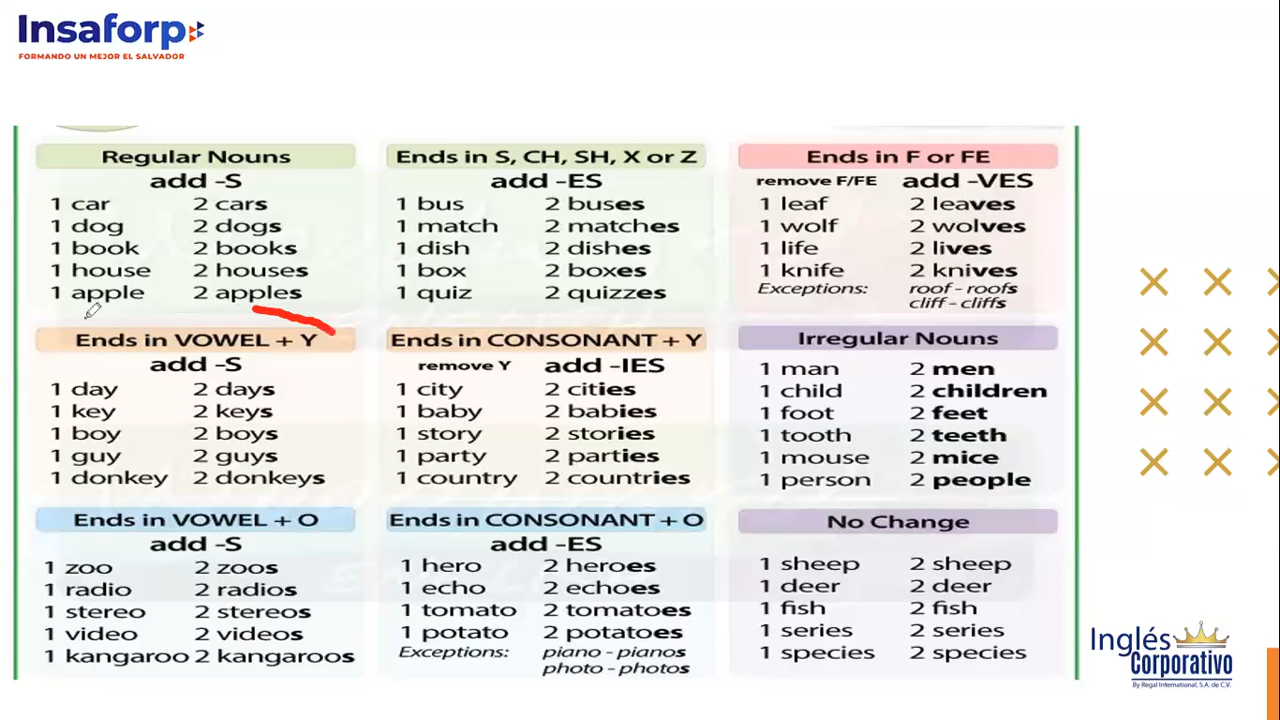 Insaforp
FORMANDO UN MEJOR EL SALVADOR
Regular Nouns
add -S
1 car 2 cars
1 dog 2 dogs
1 book 2 books
1 house 2 houses
1 apple 2 apples
Ends in S, CH, SH, X or Z
add -ES
1 bus 2 buses
1 match 2 matches
1 dish 2 dishes
1 box 2 boxes
1 quiz 2 quizzes
Ends in F or FE
remove F/FE add -VES
1 leaf 2 leaves
1 wolf 2 wolves
1 life 2 lives
1 knife 2 knives
Exceptions: roof - roofs
cliff - cliffs
Ends in VOWEL + Y
add -S
1 day 2 days
1 key 2 keys
1 boy 2 boys
1 guy 2 guys
1 donkey 2 donkeys
Ends in CONSONANT + Y
remove Y add -IES
1 city 2 cities
1 baby 2 babies
1 story 2 stories
1 party 2 parties
1 country 2 countries
Irregular Nouns
1 man 2 men
1 child 2 children
1 foot 2 feet
1 tooth 2 teeth
1 mouse 2 mice
1 person 2 people
Ends in VOWEL + O
add -S
1 zoo 2 zoos
1 radio 2 radios
1 stereo 2 stereos
1 video 2 videos
1 kangaroo 2 kangaroos
Ends in CONSONANT + O
add -ES
1 hero 2 heroes
1 echo 2 echoes
1 tomato 2 tomatoes
1 potato 2 potatoes
Exceptions: piano - pianos
photo - photos
No Change
1 sheep 2 sheep
1 deer 2 deer
1 fish 2 fish
1 series 2 series
1 species 2 species
Inglés
Corporativo
By Regal International, S.A. de C.V.